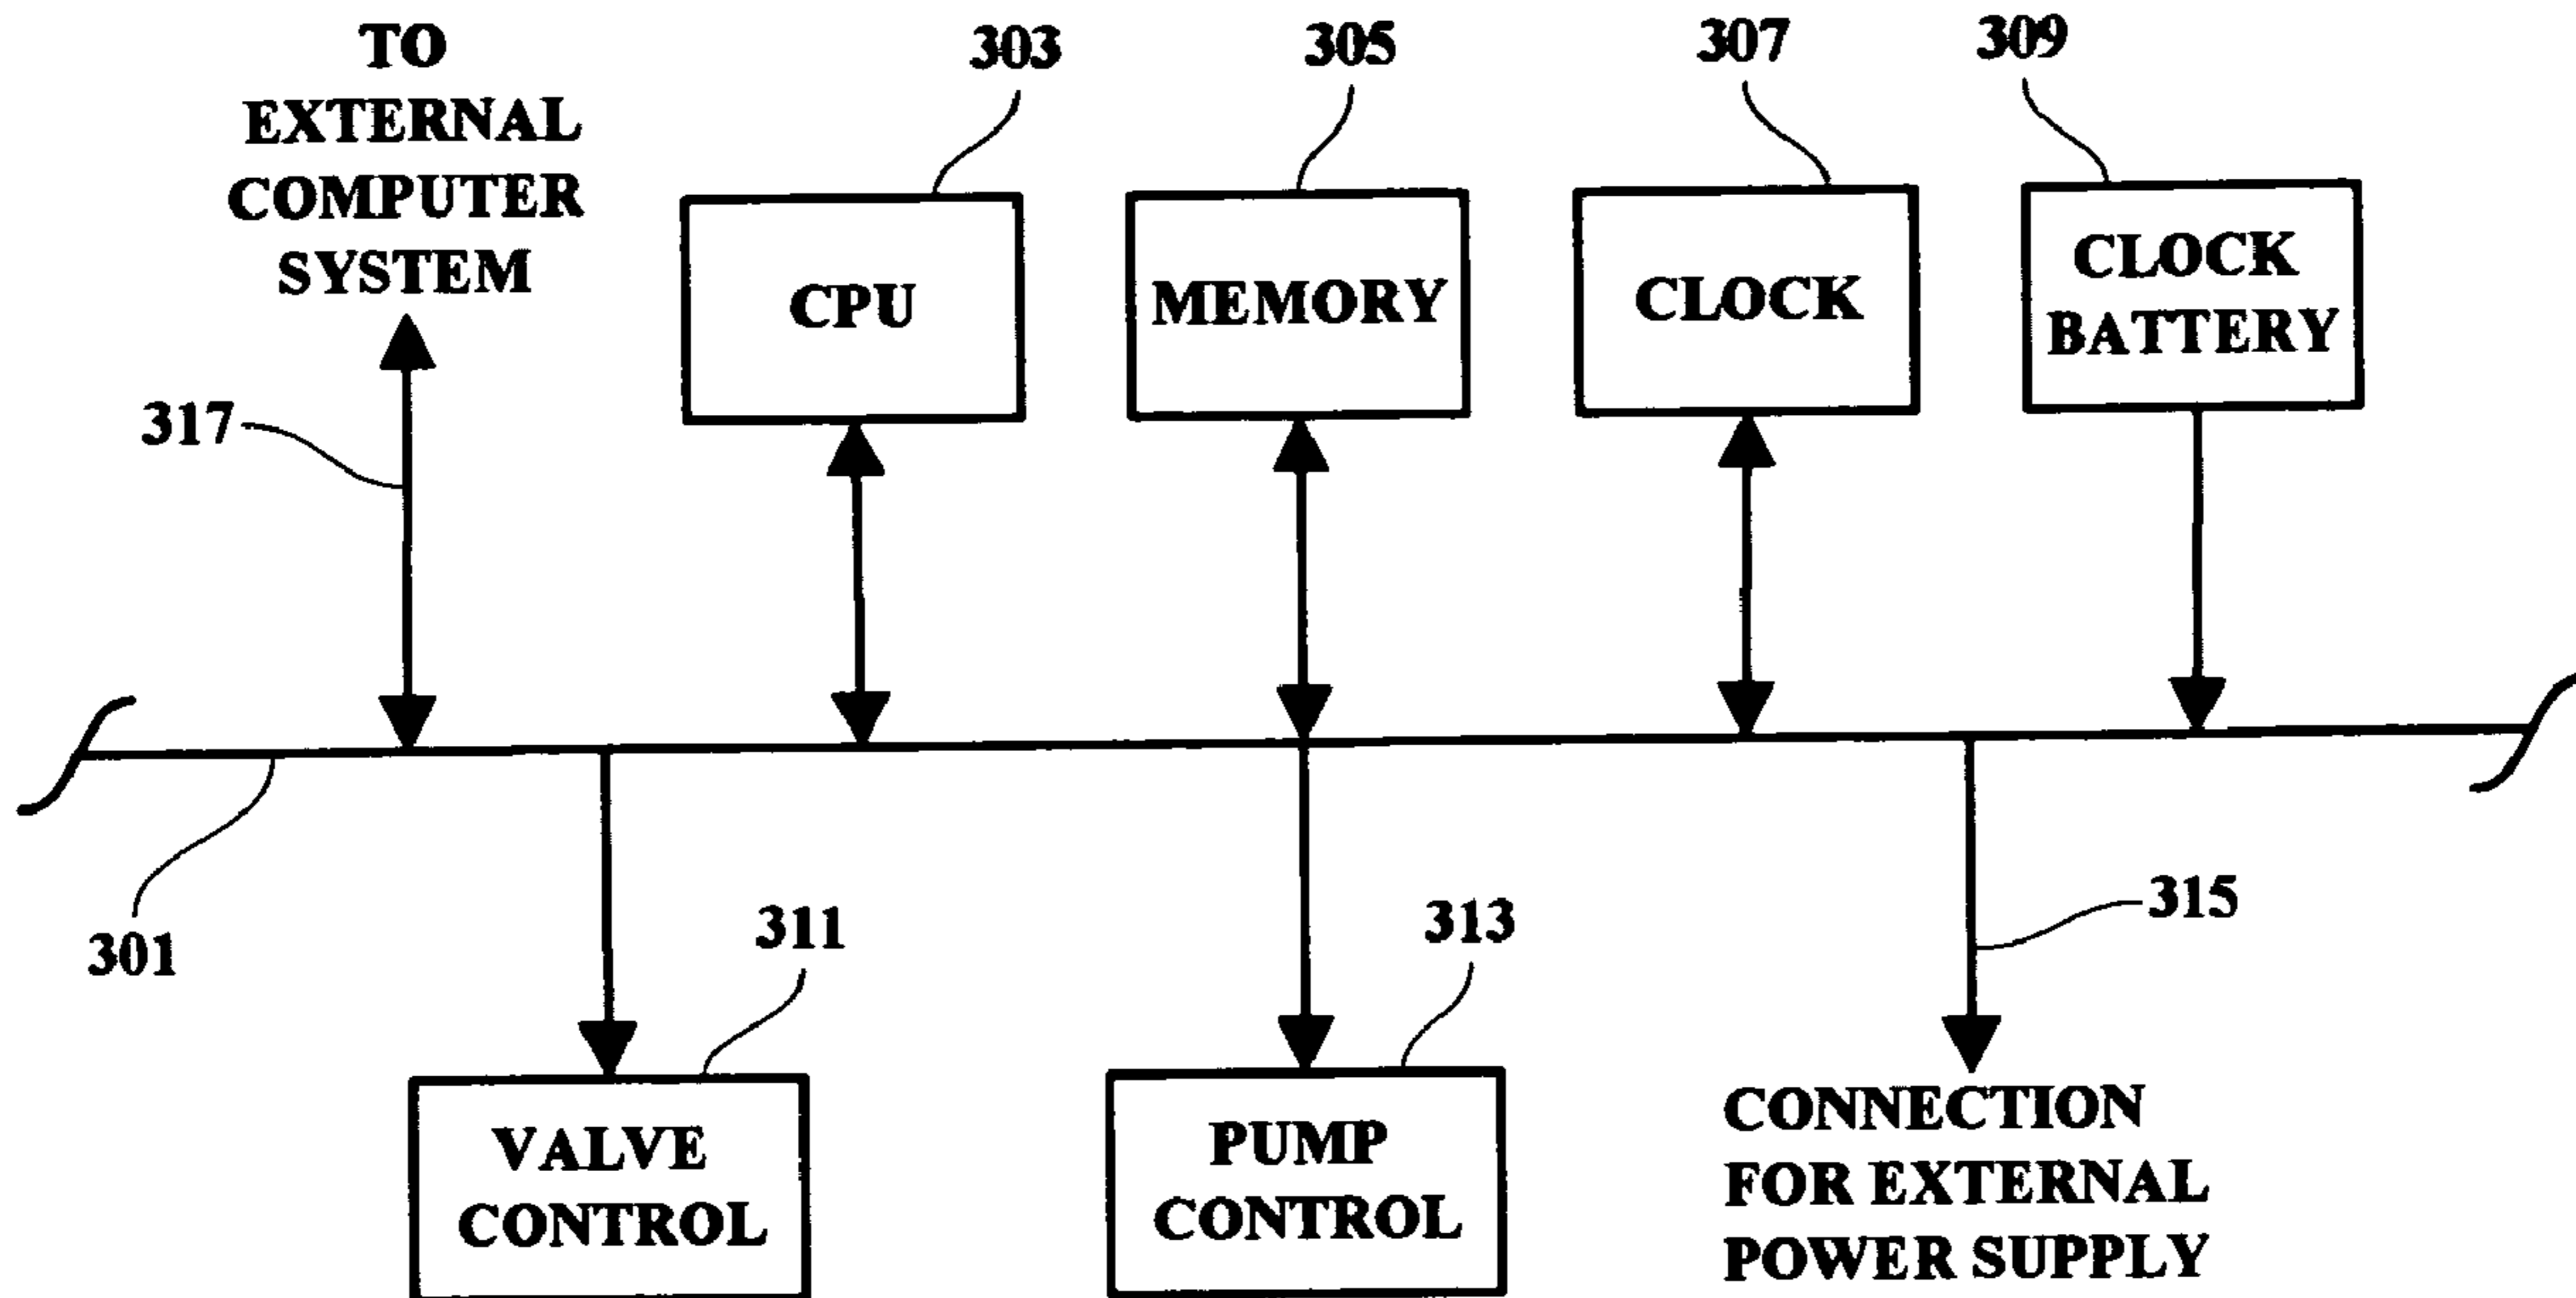 TO
EXTERNAL
COMPUTER
SYSTEM
303
305
307
309
CPU
MEMORY
CLOCK
CLOCK
BATTERY
317
301
311
313
315
VALVE
CONTROL
PUMP
CONTROL
CONNECTION
FOR EXTERNAL
POWER SUPPLY